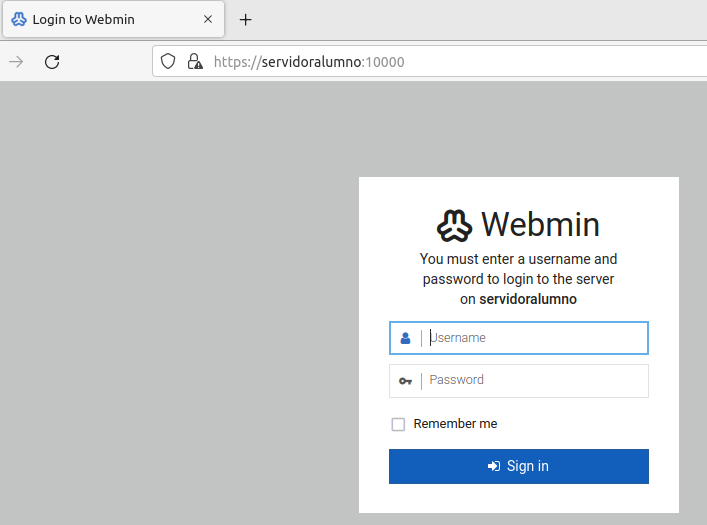 Login to Webmin
https://servidoralumno:10000
Webmin
You must enter a username and
password to login to the server
on servidoralumno
Username
Password
Remember me
Sign in